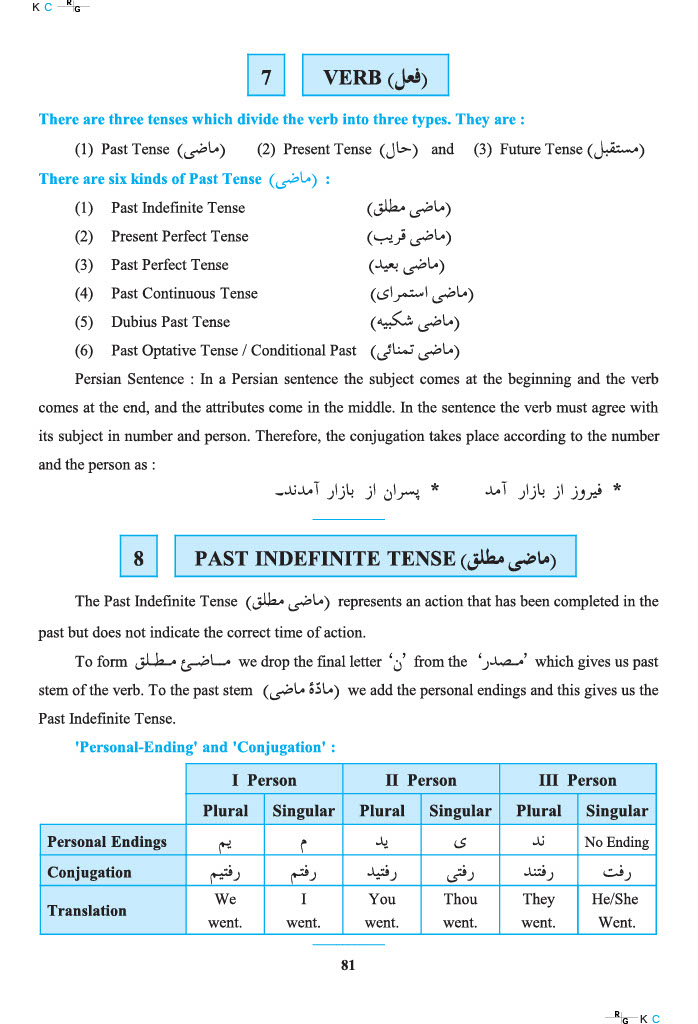 K C R G
7 VERB (فعل)
There are three tenses which divide the verb into three types. They are :
(1) Past Tense (ماضی) (2) Present Tense (حال) and (3) Future Tense (مستقبل)
There are six kinds of Past Tense (ماضی) :
(1) Past Indefinite Tense (ماضی مطلق)
(2) Present Perfect Tense (ماضی قریب)
(3) Past Perfect Tense (ماضی بعید)
(4) Past Continuous Tense (ماضی استمرای)
(5) Dubius Past Tense (ماضی شکبیه)
(6) Past Optative Tense / Conditional Past (ماضی تمنائی)
Persian Sentence : In a Persian sentence the subject comes at the beginning and the verb
comes at the end, and the attributes come in the middle. In the sentence the verb must agree with
its subject in number and person. Therefore, the conjugation takes place according to the number
and the person as :
* فیروز از بازار آمد * پسران از بازار آمدند۔
8 PAST INDEFINITE TENSE (ماضی مطلق)
The Past Indefinite Tense (ماضی مطلق) represents an action that has been completed in the
past but does not indicate the correct time of action.
To form ماضیٔ مطلق we drop the final letter ‘ن’ from the ‘مصدر’ which gives us past
stem of the verb. To the past stem (مادّۀ ماضی) we add the personal endings and this gives us the
Past Indefinite Tense.
'Personal-Ending' and 'Conjugation' :
I Person II Person III Person
Plural Singular Plural Singular Plural Singular
Personal Endings یم م ید ی ند No Ending
Conjugation رفتیم رفتم رفتید رفتی رفتند رفت
Translation We went. I went. You went. Thou went. They went. He/She Went.
81
R G K C